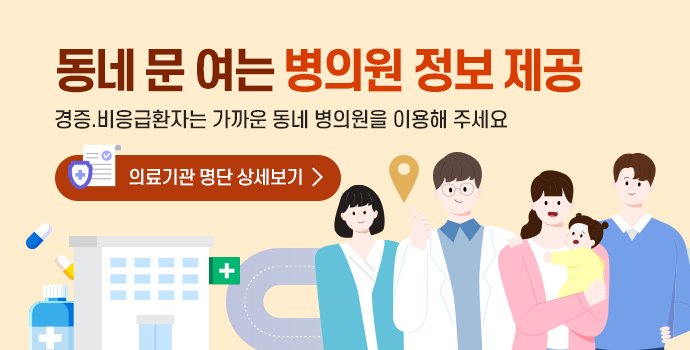 동네 문 여는 병의원 정보 제공
경증.비응급환자는 가까운 동네 병의원을 이용해 주세요
의료기관 명단 상세보기